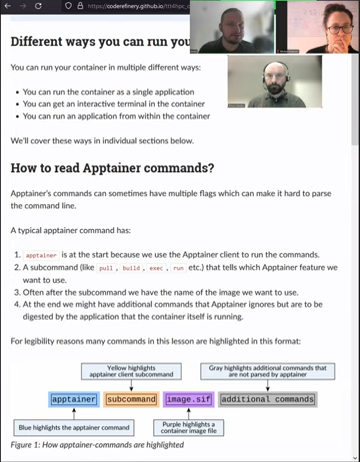 https://coderefinery.github.io/tt4hpc_c
Different ways you can run you
You can run your container in multiple different ways:
• You can run the container as a single application
• You can get an interactive terminal in the container
• You can run an application from within the container
We'll cover these ways in individual sections below.
How to read Apptainer commands?
Apptainer's commands can sometimes have multiple flags which can make it hard to parse
the command line.
A typical apptainer command has:
1. apptainer is at the start because we use the Apptainer client to run the commands.
2. A subcommand (like pull , build , exec , run etc.) that tells which Apptainer feature we
want to use.
3. Often after the subcommand we have the name of the image we want to use.
4. At the end we might have additional commands that Apptainer ignores but are to be
digested by the application that the container itself is running.
For legibility reasons many commands in this lesson are highlighted in this format:
Yellow highlights
apptainer client subcommand
Gray highlights additional commands that
are not parsed by apptainer
apptainer subcommand image.sif additional commands
Blue highlights the apptainer command
Purple highlights a
container image file
Figure 1: How apptainer-commands are highlighted